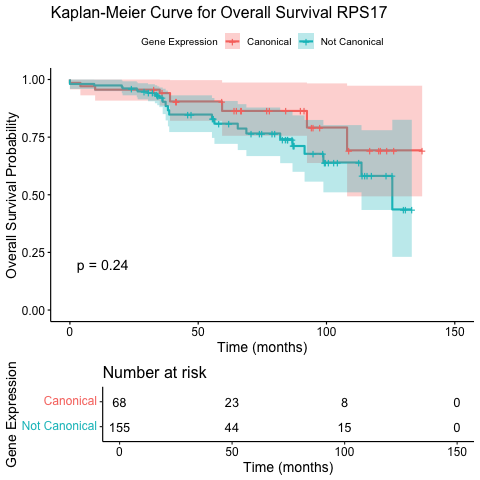 Kaplan-Meier Curve for Overall Survival RPS17
Gene Expression Canonical Not Canonical
Overall Survival Probability
1.00
0.75
0.50
0.25
0.00
p = 0.24
0 50 100 150
Time (months)
Number at risk
Gene Expression
Canonical 68 23 8 0
Not Canonical 155 44 15 0
0 50 100 150
Time (months)